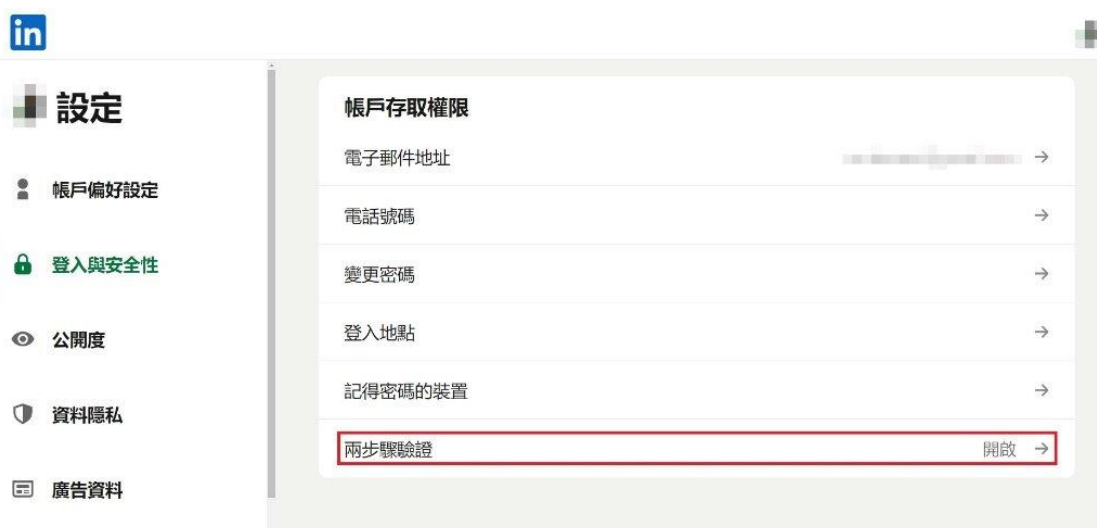 in
設定
帳戶偏好設定
登入與安全性
公開度
資料隱私
廣告資料
帳戶存取權限
電子郵件地址
電話號碼
變更密碼
登入地點
記得密碼的裝置
兩步驟驗證 開啟